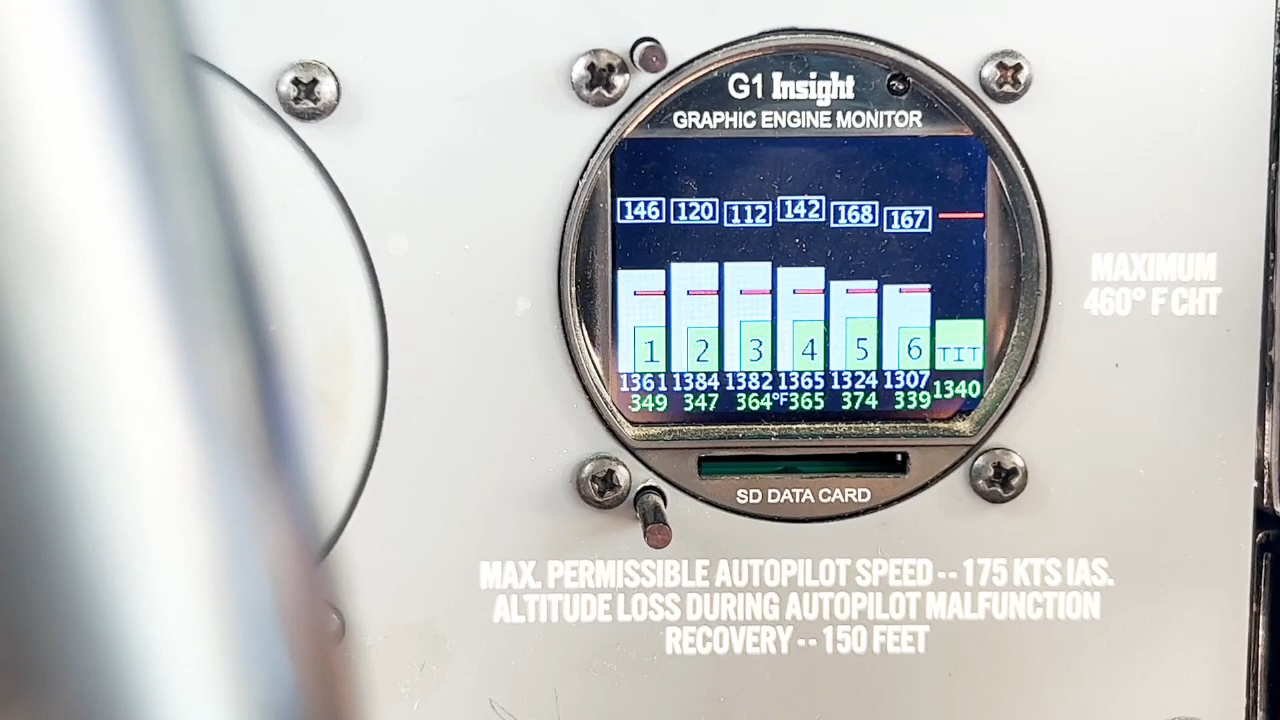 G1 Insight
GRAPHIC ENGINE MONITOR
146 120 112 142 168 167
1 2 3 4 5 6 TIT
1361 1384 1382 1365 1324 1307 1340
349 347 364°F 365 374 339
SD DATA CARD
MAXIMUM
460° F CHT
MAX. PERMISSIBLE AUTOPILOT SPEED -- 175 KTS IAS.
ALTITUDE LOSS DURING AUTOPILOT MALFUNCTION
RECOVERY -- 150 FEET